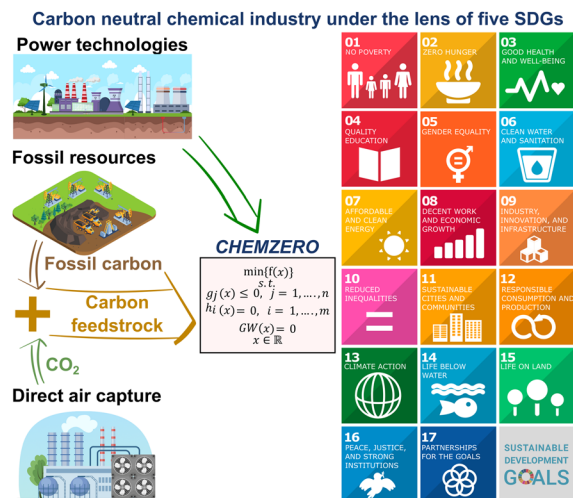 Carbon neutral chemical industry under the lens of five SDGs
Power technologies
Fossil resources
Fossil carbon
Carbon
feedstrock
CO₂
Direct air capture
CHEMZERO
min{f(x)}
s.t.
gⱼ(x) ≤ 0, j = 1,....,n
hᵢ(x) = 0, i = 1,....,m
GW(x) = 0
x ∈ ℝ
01
NO POVERTY
02
ZERO HUNGER
03
GOOD HEALTH
AND WELL-BEING
04
QUALITY
EDUCATION
05
GENDER EQUALITY
06
CLEAN WATER
AND SANITATION
07
AFFORDABLE
AND CLEAN
ENERGY
08
DECENT WORK
AND ECONOMIC
GROWTH
09
INDUSTRY,
INNOVATION, AND
INFRASTRUCTURE
10
REDUCED
INEQUALITIES
11
SUSTAINABLE
CITIES AND
COMMUNITIES
12
RESPONSIBLE
CONSUMPTION AND
PRODUCTION
13
CLIMATE ACTION
14
LIFE BELOW
WATER
15
LIFE ON LAND
16
PEACE, JUSTICE,
AND STRONG
INSTITUTIONS
17
PARTNERSHIPS
FOR THE GOALS
SUSTAINABLE
DEVELOPMENT
GOALS